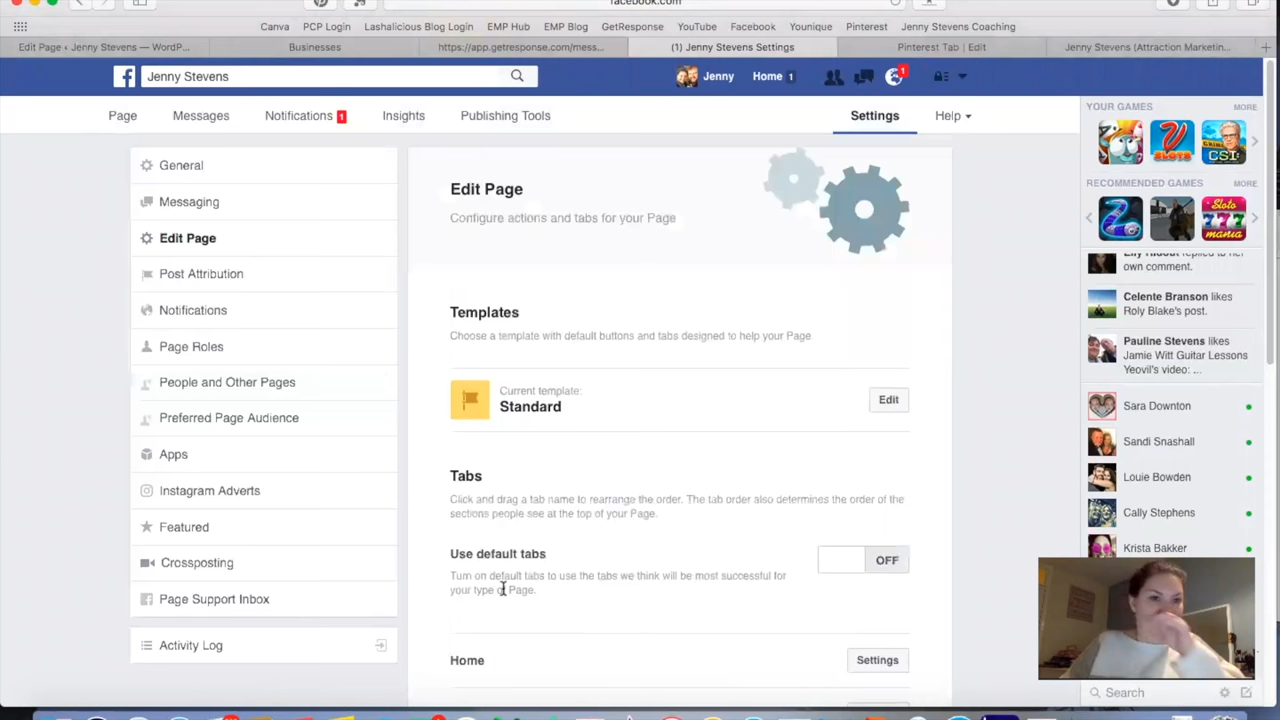 facebook.com
Canva PCP Login Lashalicious Blog Login EMP Hub EMP Blog GetResponse YouTube Facebook Younique Pinterest Jenny Stevens Coaching
Edit Page ‹ Jenny Stevens — WordP... Businesses https://app.getresponse.com/mess... (1) Jenny Stevens Settings Pinterest Tab | Edit Jenny Stevens (Attraction Marketin... +
Jenny Stevens Jenny Home 1 1
Page Messages Notifications 1 Insights Publishing Tools Settings Help
General
Messaging
Edit Page
Post Attribution
Notifications
Page Roles
People and Other Pages
Preferred Page Audience
Apps
Instagram Adverts
Featured
Crossposting
Page Support Inbox
Activity Log
Edit Page
Configure actions and tabs for your Page
Templates
Choose a template with default buttons and tabs designed to help your Page
Current template:
Standard
Edit
Tabs
Click and drag a tab name to rearrange the order. The tab order also determines the order of the
sections people see at the top of your Page.
Use default tabs
OFF
Turn on default tabs to use the tabs we think will be most successful for
your type of Page.
Home Settings
YOUR GAMES MORE
SLOTS
CSI:
RECOMMENDED GAMES MORE
Sloto
777
mania
replied to her
own comment.
Celente Branson likes
Roly Blake's post.
Pauline Stevens likes
Jamie Witt Guitar Lessons
Yeovil's video: ...
Sara Downton
Sandi Snashall
Louie Bowden
Cally Stephens
Krista Bakker
Search